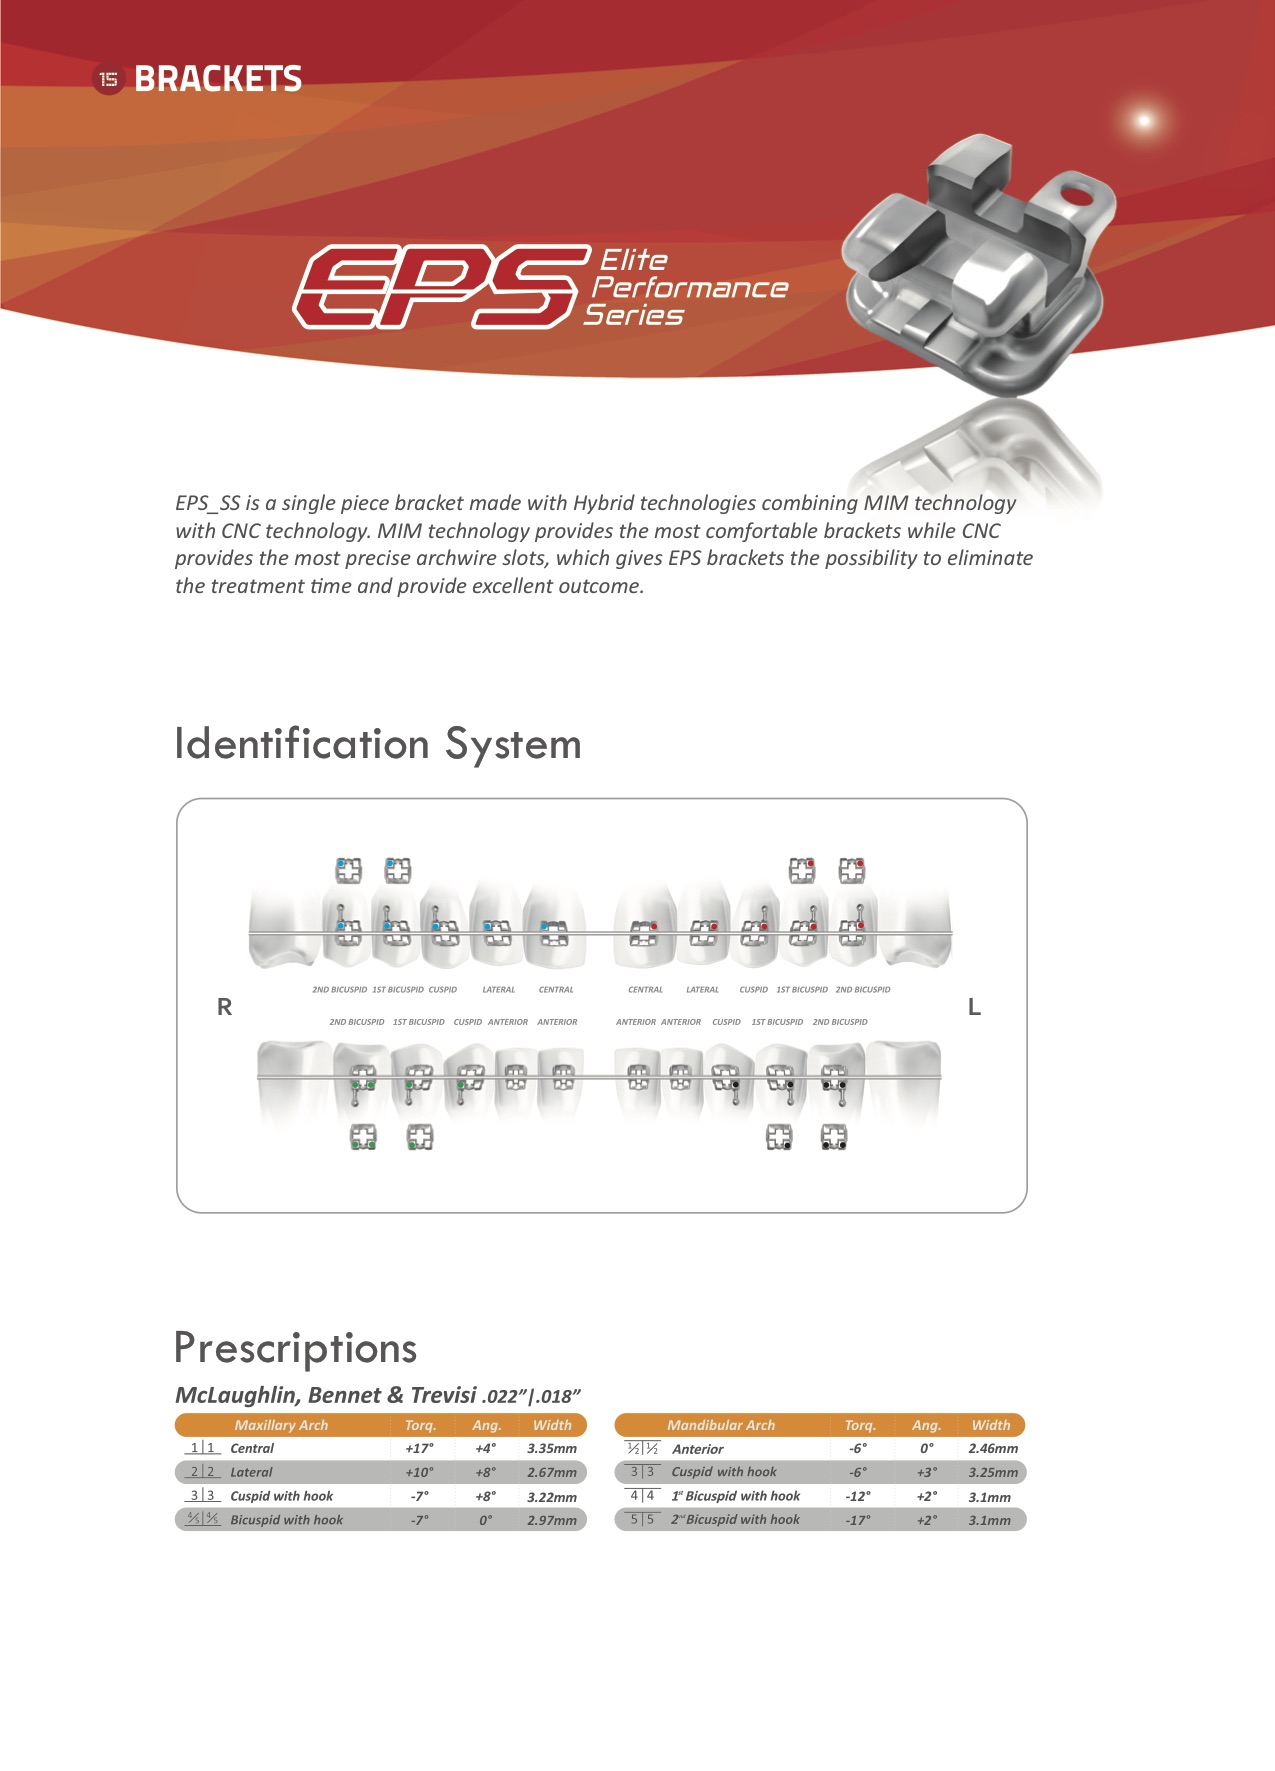 15 BRACKETS
EPS Elite
Performance
Series
EPS_SS is a single piece bracket made with Hybrid technologies combining MIM technology
with CNC technology. MIM technology provides the most comfortable brackets while CNC
provides the most precise archwire slots, which gives EPS brackets the possibility to eliminate
the treatment time and provide excellent outcome.
Identification System
2ND BICUSPID 1ST BICUSPID CUSPID LATERAL CENTRAL CENTRAL LATERAL CUSPID 1ST BICUSPID 2ND BICUSPID
R L
2ND BICUSPID 1ST BICUSPID CUSPID ANTERIOR ANTERIOR ANTERIOR ANTERIOR CUSPID 1ST BICUSPID 2ND BICUSPID
Prescriptions
McLaughlin, Bennet & Trevisi .022”|.018”
Maxillary Arch Torq. Ang. Width
1|1 Central +17° +4° 3.35mm
2|2 Lateral +10° +8° 2.67mm
3|3 Cuspid with hook -7° +8° 3.22mm
4/5|4/5 Bicuspid with hook -7° 0° 2.97mm
Mandibular Arch Torq. Ang. Width
½|½ Anterior -6° 0° 2.46mm
3|3 Cuspid with hook -6° +3° 3.25mm
4|4 1st Bicuspid with hook -12° +2° 3.1mm
5|5 2nd Bicuspid with hook -17° +2° 3.1mm